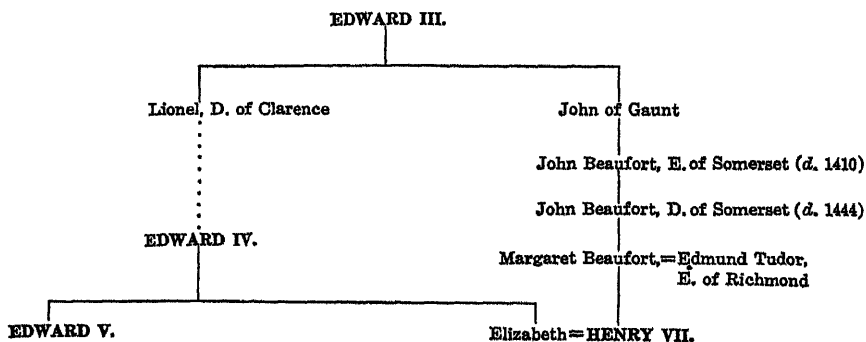 EDWARD III.
Lionel, D. of Clarence
John of Gaunt
John Beaufort, E. of Somerset (d. 1410)
John Beaufort, D. of Somerset (d. 1444)
EDWARD IV.
Margaret Beaufort,=Edmund Tudor,
E. of Richmond
EDWARD V.
Elizabeth=HENRY VII.